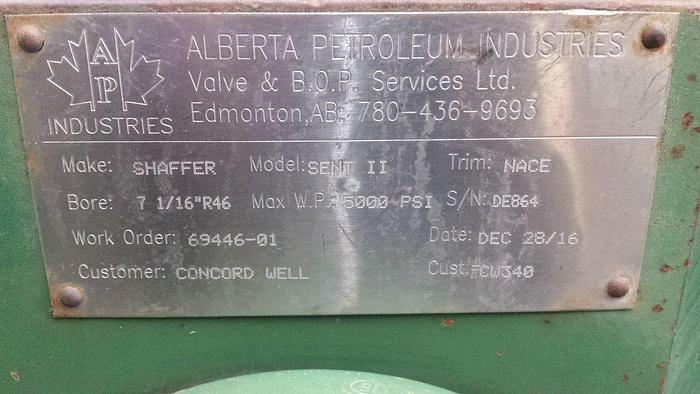 API
INDUSTRIES
ALBERTA PETROLEUM INDUSTRIES
Valve & B.O.P. Services Ltd.
Edmonton,AB. 780-436-9693
Make: SHAFFER Model: SENT II Trim: NACE
Bore: 7 1/16"R46 Max W.P.: 5000 PSI S/N: DE864
Work Order: 69446-01 Date: DEC 28/16
Customer: CONCORD WELL Cust.#CW340